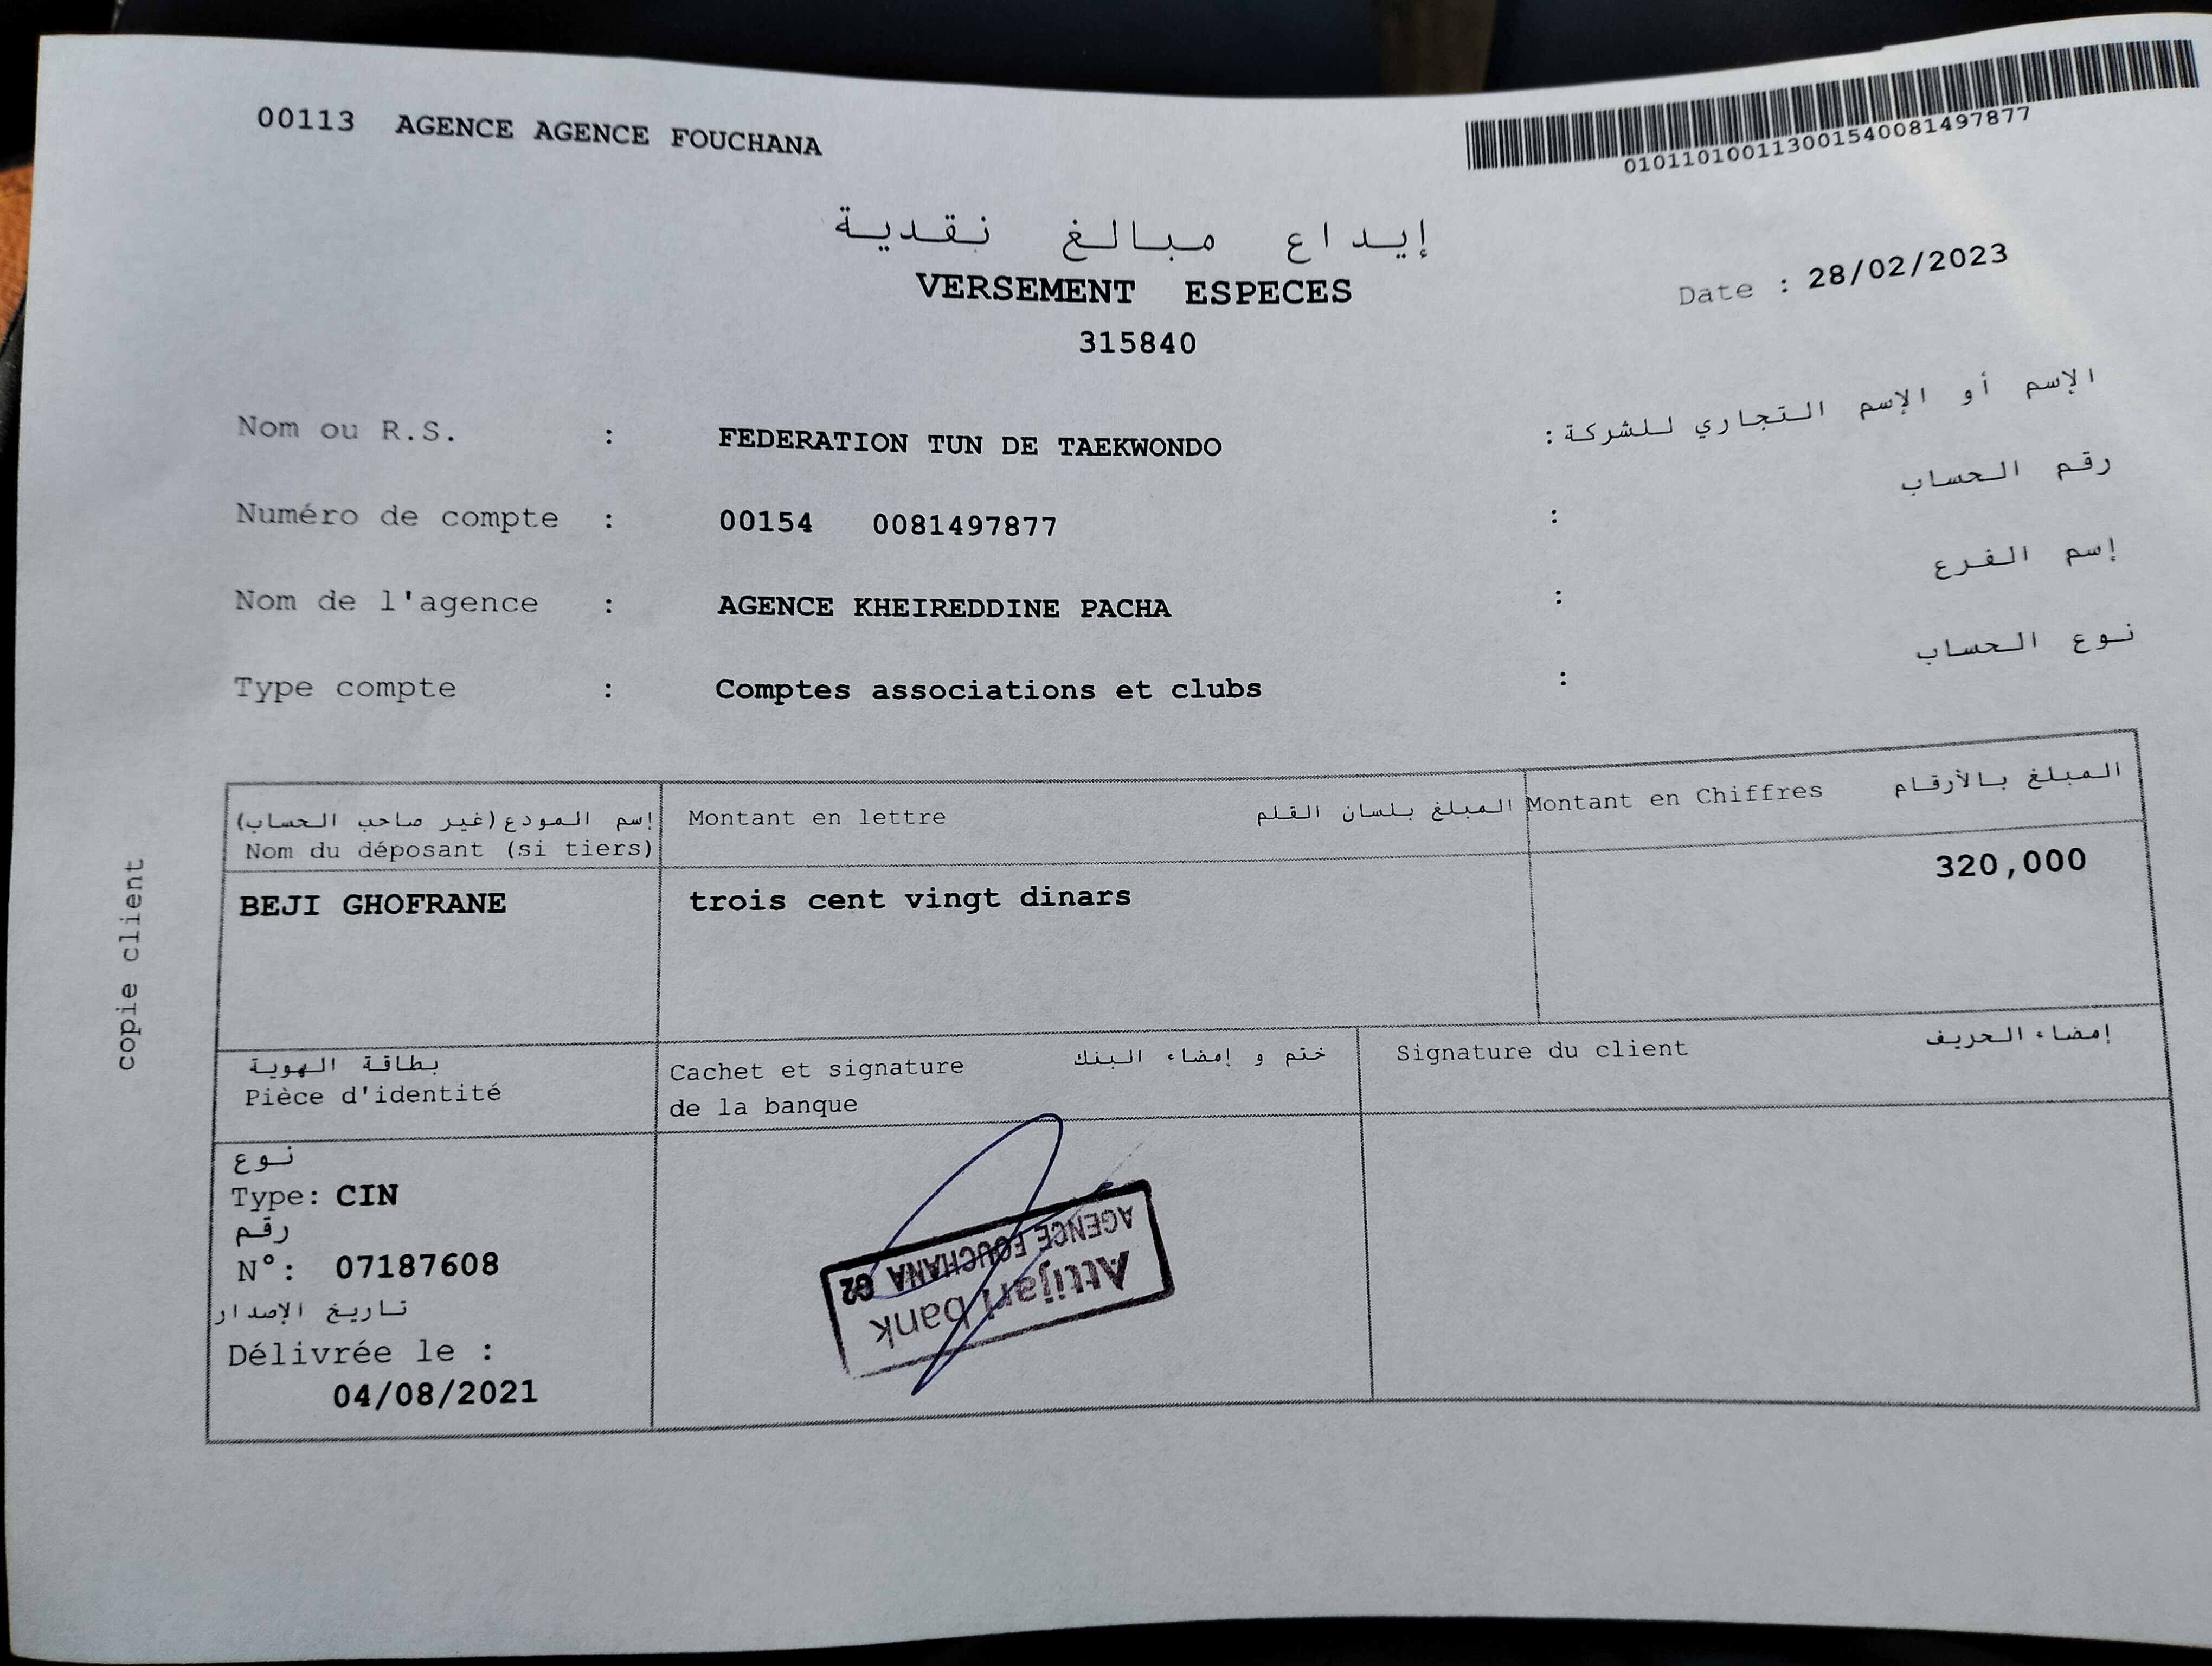 00113 AGENCE AGENCE FOUCHANA
010110100113001540081497877
إيداع مبالغ نقدية
VERSEMENT ESPECES
315840
Date : 28/02/2023
Nom ou R.S. : FEDERATION TUN DE TAEKWONDO الإسم أو الإسم التجاري للشركة:
Numéro de compte : 00154 0081497877 : رقم الحساب
Nom de l'agence : AGENCE KHEIREDDINE PACHA : إسم الفرع
Type compte : Comptes associations et clubs : نوع الحساب
إسم المودع(غير صاحب الحساب)
Nom du déposant (si tiers)
Montant en lettre المبلغ بلسان القلم
Montant en Chiffres المبلغ بالأرقام
BEJI GHOFRANE
trois cent vingt dinars
320,000
copie client
بطاقة الهوية
Pièce d'identité
Cachet et signature ختم و إمضاء البنك
de la banque
Signature du client إمضاء الحريف
نوع
Type: CIN
رقم
N°: 07187608
تاريخ الإصدار
Délivrée le :
04/08/2021
Attijari bank
AGENCE FOUCHANA G2